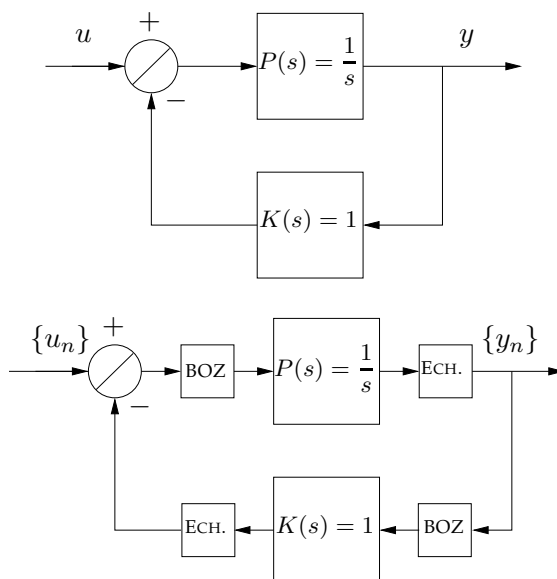 u
+
P(s) = 1/s
y
−
K(s) = 1
{u_n}
+
BOZ
P(s) = 1/s
ECH.
{y_n}
−
ECH.
K(s) = 1
BOZ